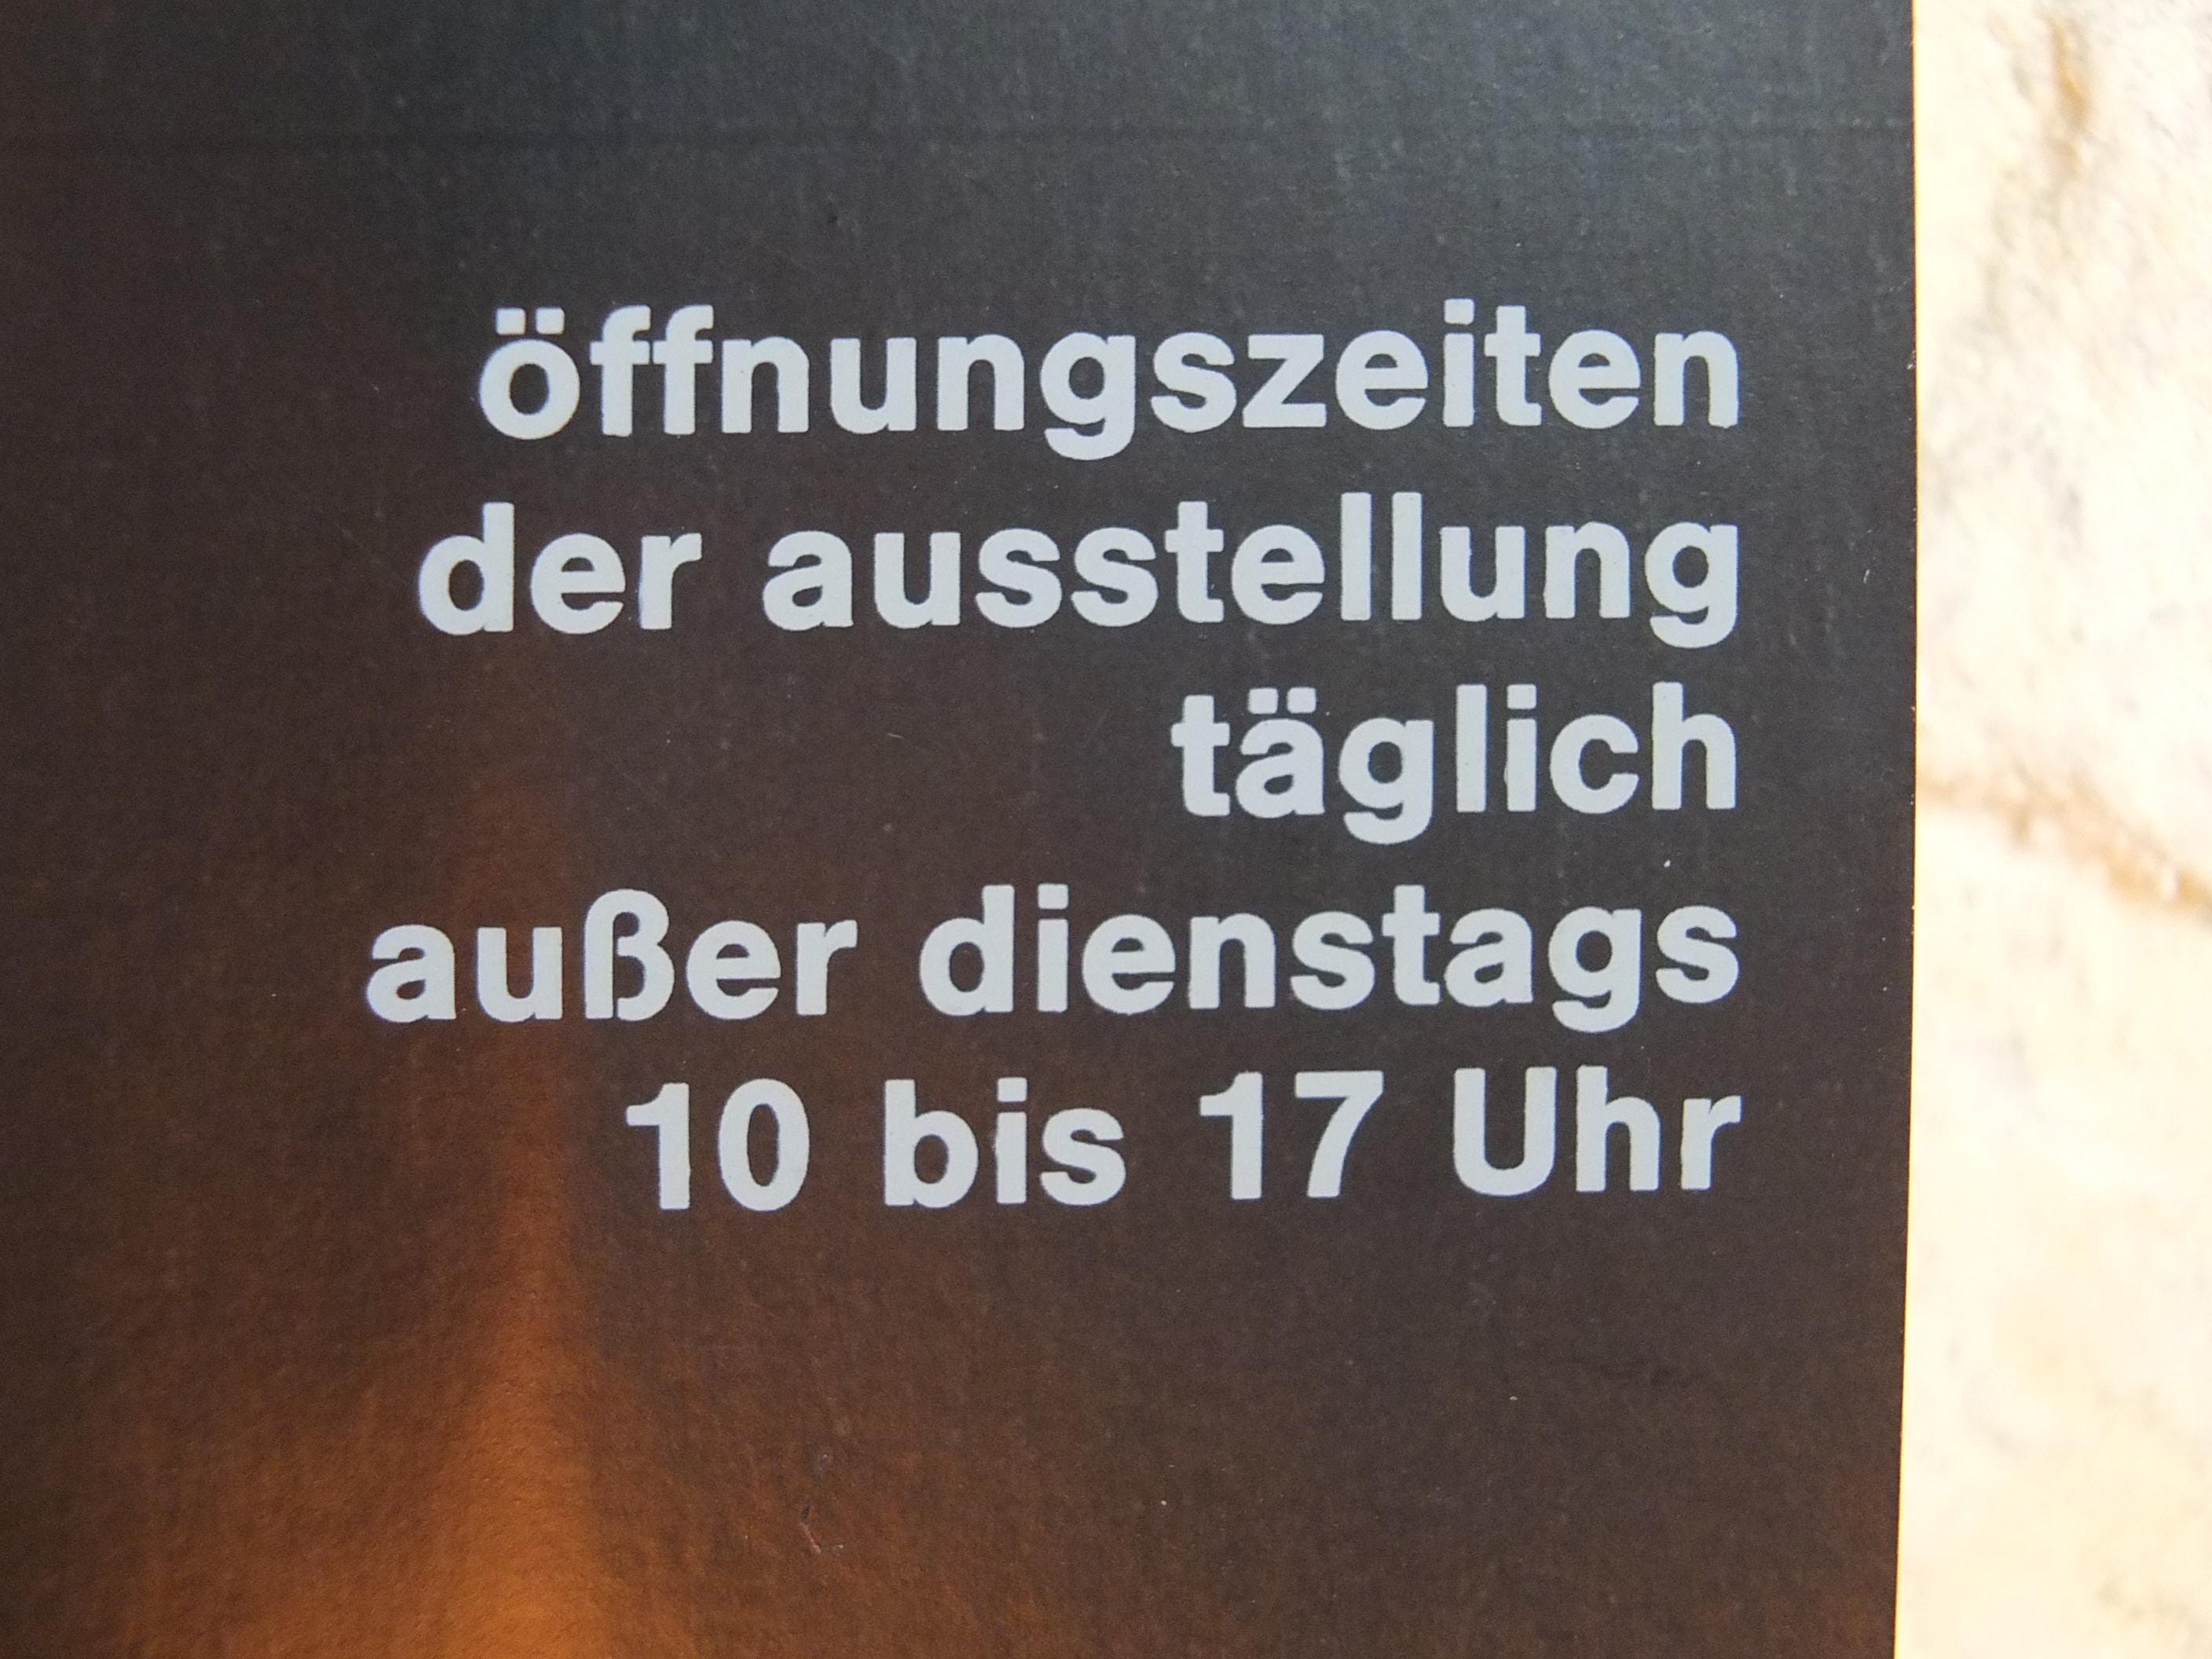 öffnungszeiten
der ausstellung
täglich
außer dienstags
10 bis 17 Uhr